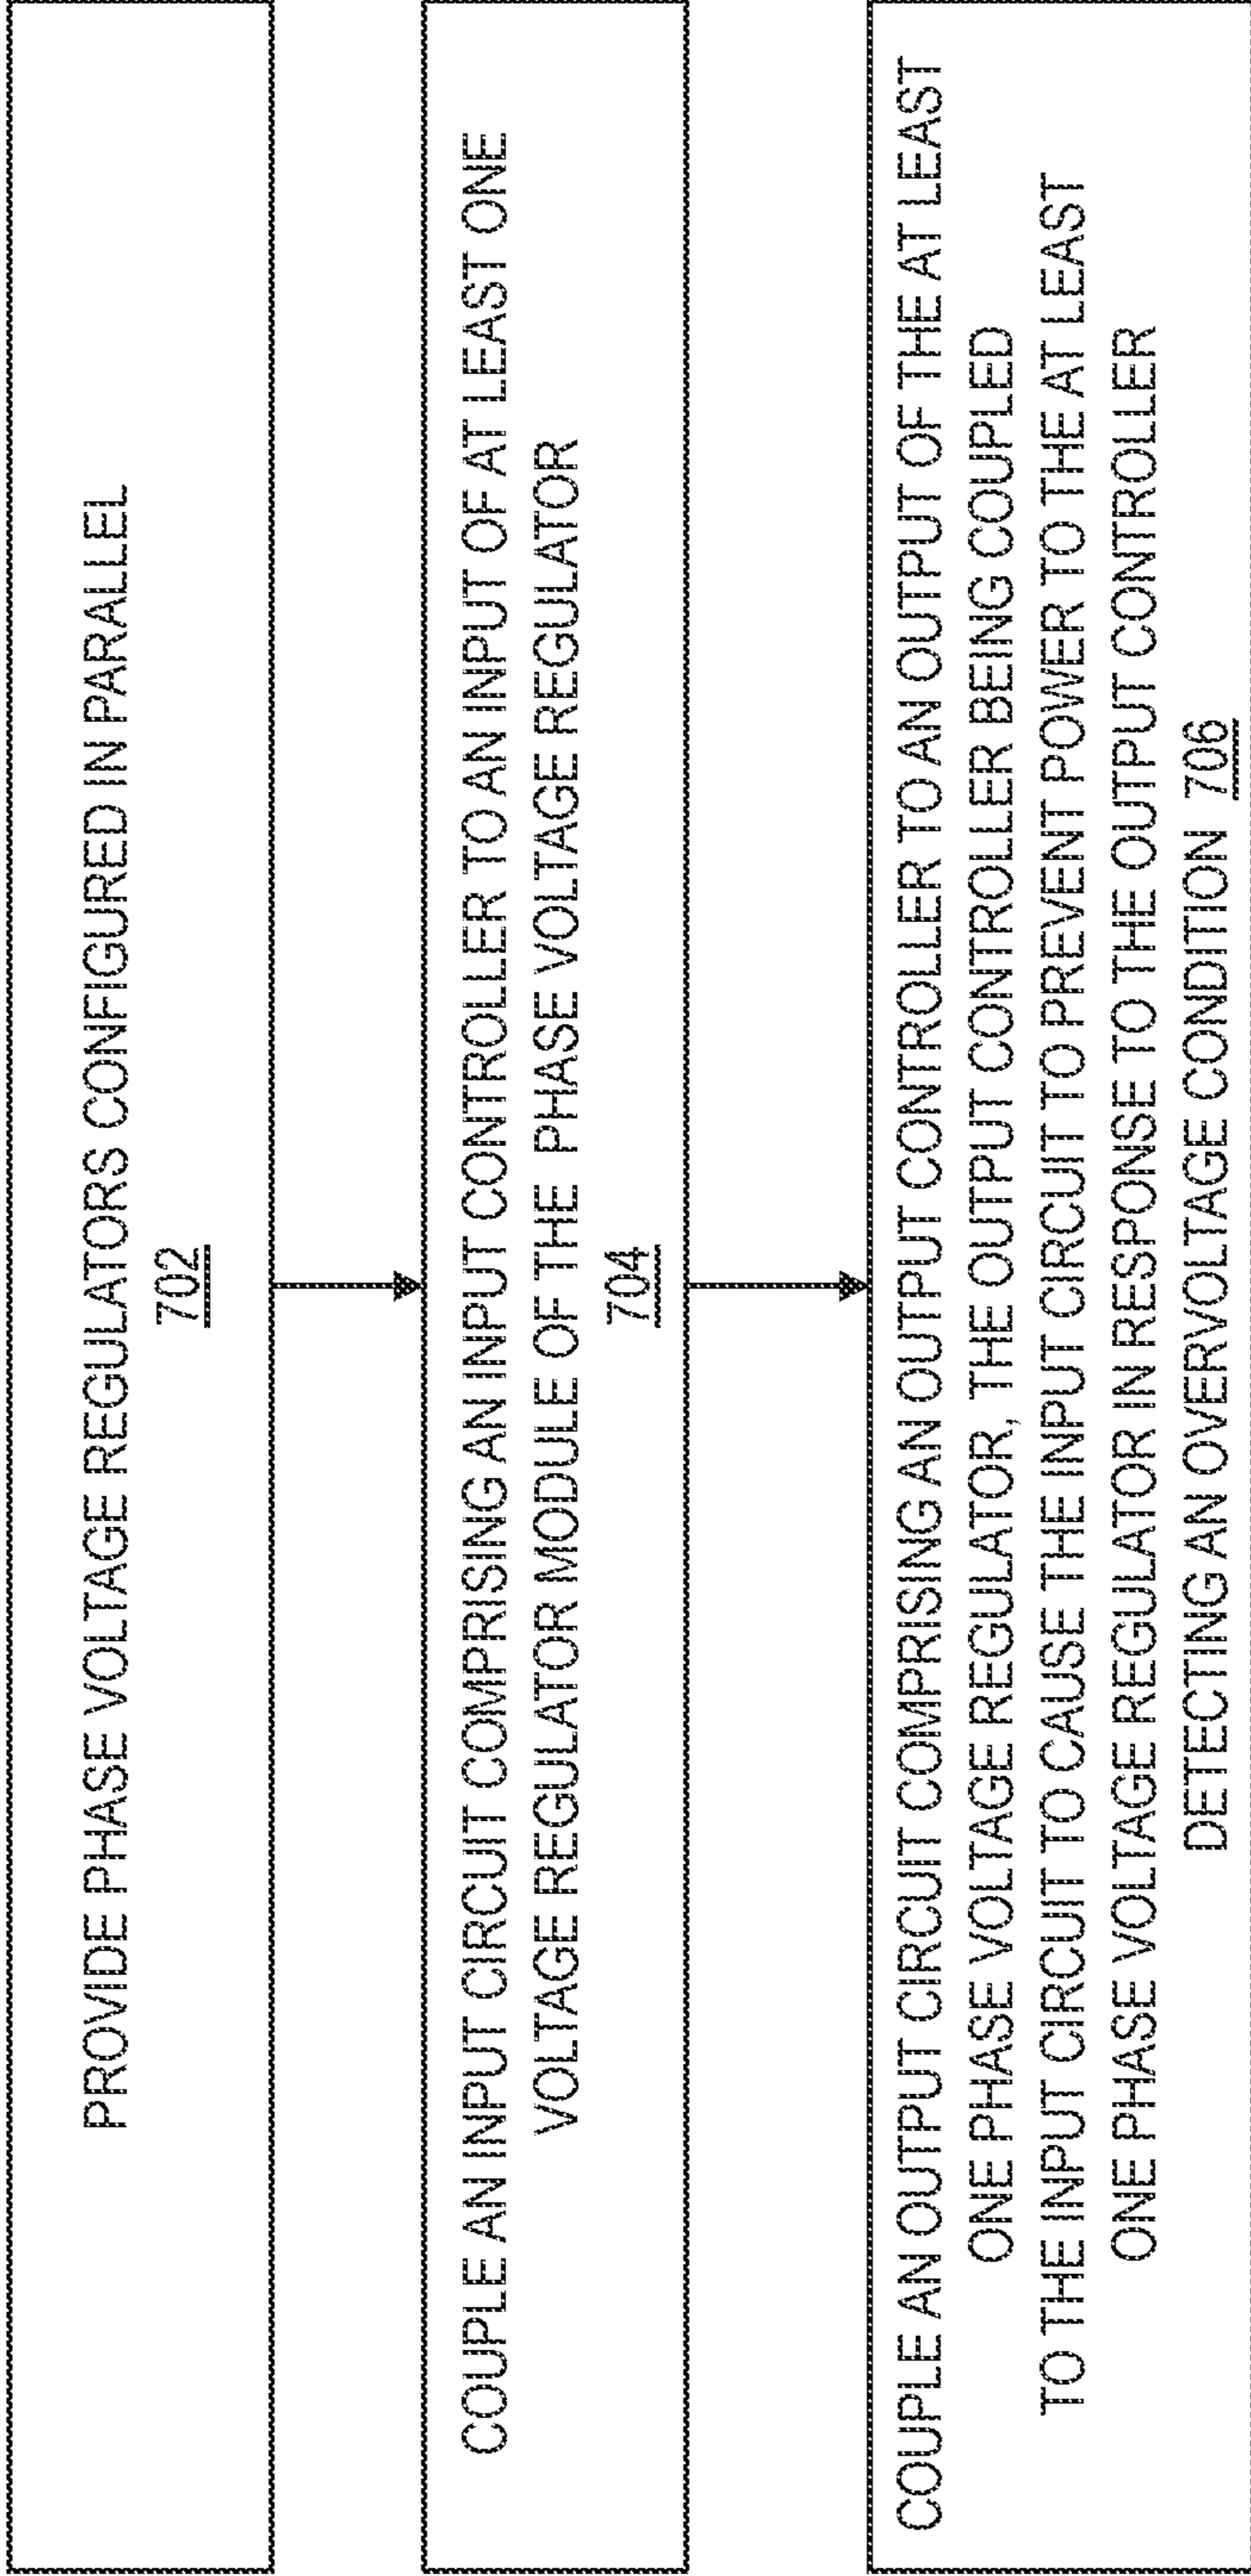 PROVIDE PHASE VOLTAGE REGULATORS CONFIGURED IN PARALLEL
702
COUPLE AN INPUT CIRCUIT COMPRISING AN INPUT CONTROLLER TO AN INPUT OF AT LEAST ONE
VOLTAGE REGULATOR MODULE OF THE PHASE VOLTAGE REGULATOR
704
COUPLE AN OUTPUT CIRCUIT COMPRISING AN OUTPUT CONTROLLER TO AN OUTPUT OF THE AT LEAST
ONE PHASE VOLTAGE REGULATOR, THE OUTPUT CONTROLLER BEING COUPLED
TO THE INPUT CIRCUIT TO CAUSE THE INPUT CIRCUIT TO PREVENT POWER TO THE AT LEAST
ONE PHASE VOLTAGE REGULATOR IN RESPONSE TO THE OUTPUT CONTROLLER
DETECTING AN OVERVOLTAGE CONDITION 706